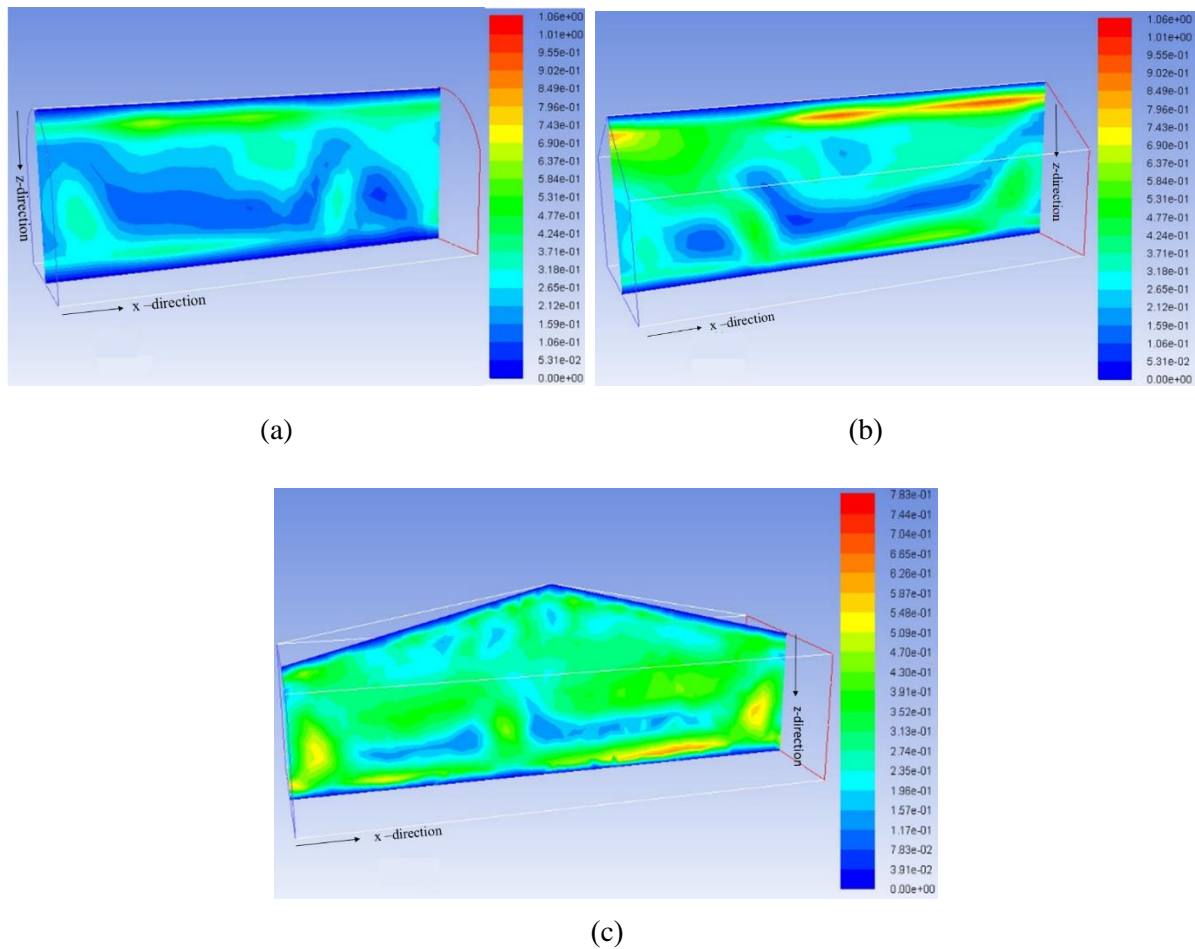 1.06e+00
1.01e+00
9.55e-01
9.02e-01
8.49e-01
7.96e-01
7.43e-01
6.90e-01
6.37e-01
5.84e-01
5.31e-01
4.77e-01
4.24e-01
3.71e-01
3.18e-01
2.65e-01
2.12e-01
1.59e-01
1.06e-01
5.31e-02
0.00e+00
z-direction
x –direction
(a)
1.06e+00
1.01e+00
9.55e-01
9.02e-01
8.49e-01
7.96e-01
7.43e-01
6.90e-01
6.37e-01
5.84e-01
5.31e-01
4.77e-01
4.24e-01
3.71e-01
3.18e-01
2.65e-01
2.12e-01
1.59e-01
1.06e-01
5.31e-02
0.00e+00
z-direction
x –direction
(b)
7.83e-01
7.44e-01
7.04e-01
6.65e-01
6.26e-01
5.87e-01
5.48e-01
5.09e-01
4.70e-01
4.30e-01
3.91e-01
3.52e-01
3.13e-01
2.74e-01
2.35e-01
1.96e-01
1.57e-01
1.17e-01
7.83e-02
3.91e-02
0.00e+00
z-direction
x –direction
(c)